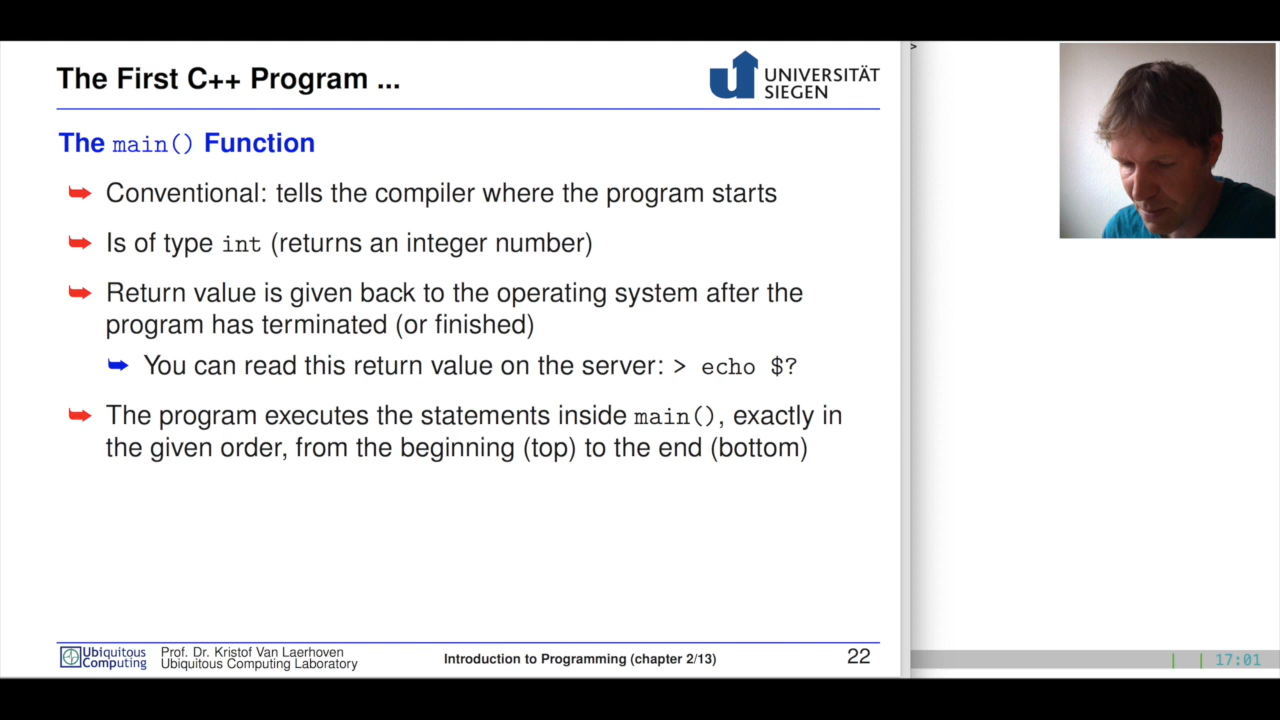 The First C++ Program ...
UNIVERSITÄT
SIEGEN
The main() Function
Conventional: tells the compiler where the program starts
Is of type int (returns an integer number)
Return value is given back to the operating system after the
program has terminated (or finished)
You can read this return value on the server: > echo $?
The program executes the statements inside main(), exactly in
the given order, from the beginning (top) to the end (bottom)
Ubiquitous
Computing
Prof. Dr. Kristof Van Laerhoven
Ubiquitous Computing Laboratory
Introduction to Programming (chapter 2/13)
22
>
| | 17:01